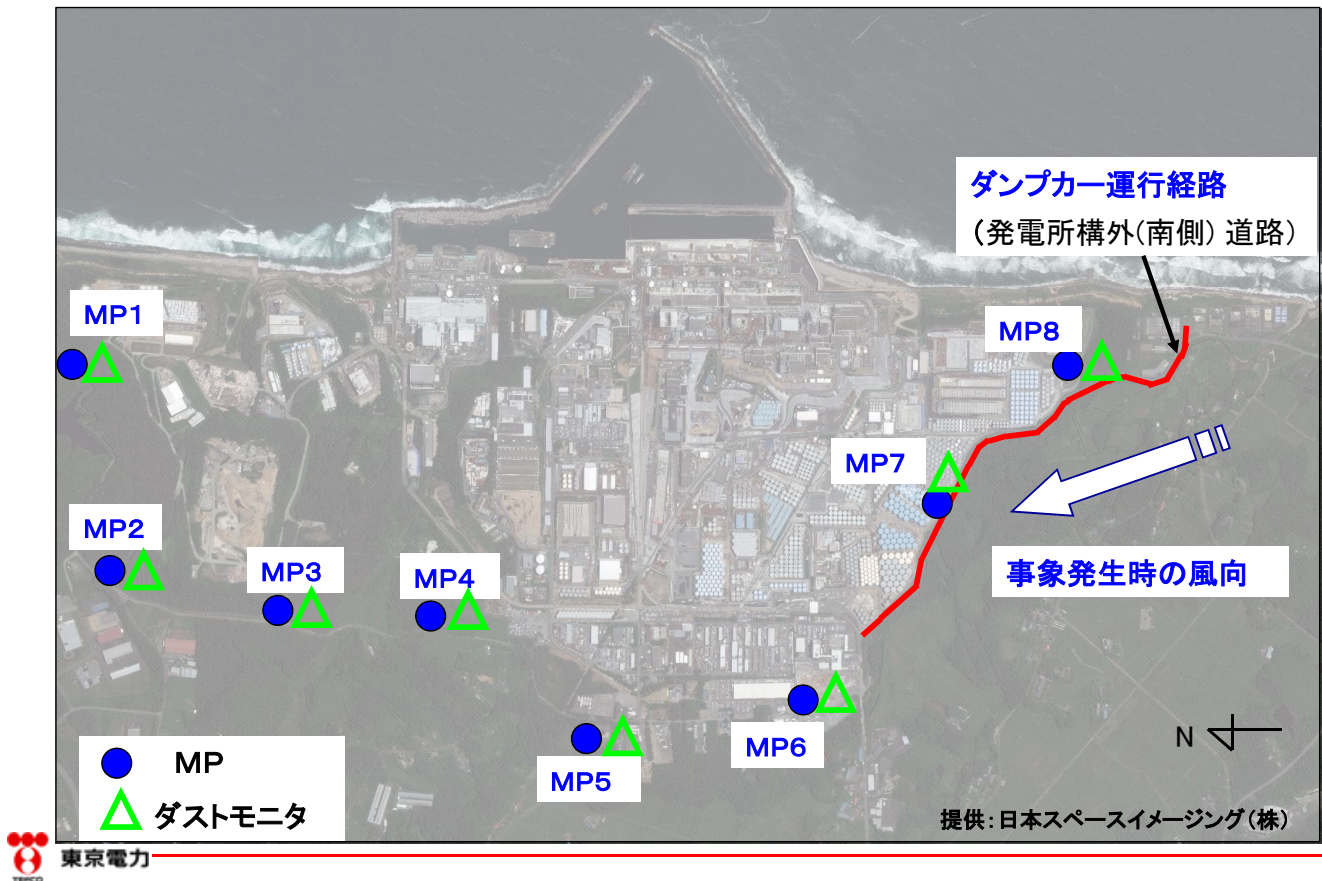 ダンプカー運行経路
(発電所構外(南側) 道路)
MP1
MP8
MP7
MP2
MP3
MP4
事象発生時の風向
MP6
MP5
N
MP
ダストモニタ
提供:日本スペースイメージング(株)
東京電力
TEPCO